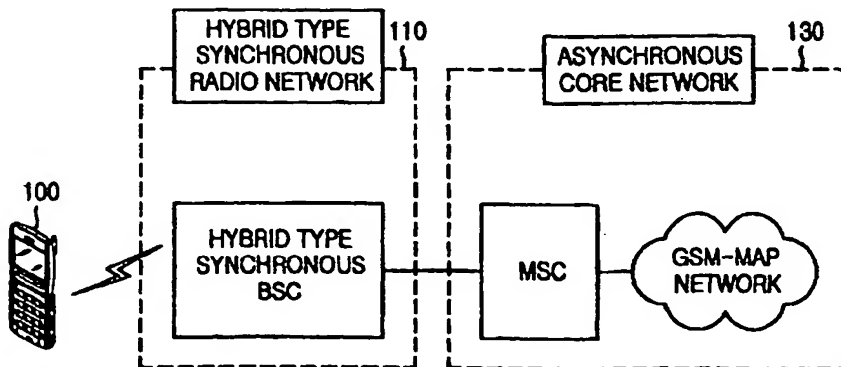 HYBRID TYPE
SYNCHRONOUS
RADIO NETWORK
110
ASYNCHRONOUS
CORE NETWORK
130
100
HYBRID TYPE
SYNCHRONOUS
BSC
MSC
GSM-MAP
NETWORK